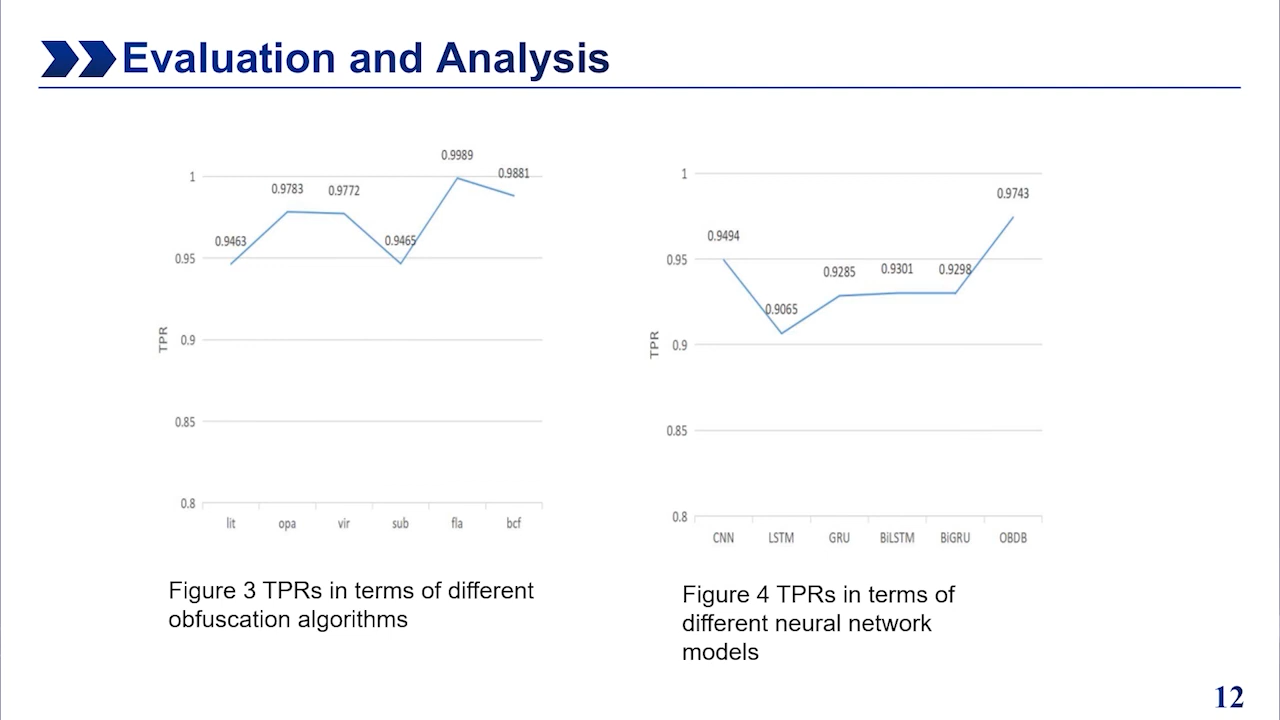 Evaluation and Analysis
0.9989
0.9881
1
0.9783
0.9772
0.9463
0.9465
0.95
TPR
0.9
0.85
0.8
lit opa vir sub fla bcf
Figure 3 TPRs in terms of different
obfuscation algorithms
1
0.9743
0.9494
0.95
0.9285
0.9301
0.9298
0.9065
TPR
0.9
0.85
0.8
CNN LSTM GRU BiLSTM BiGRU OBDB
Figure 4 TPRs in terms of
different neural network
models
12